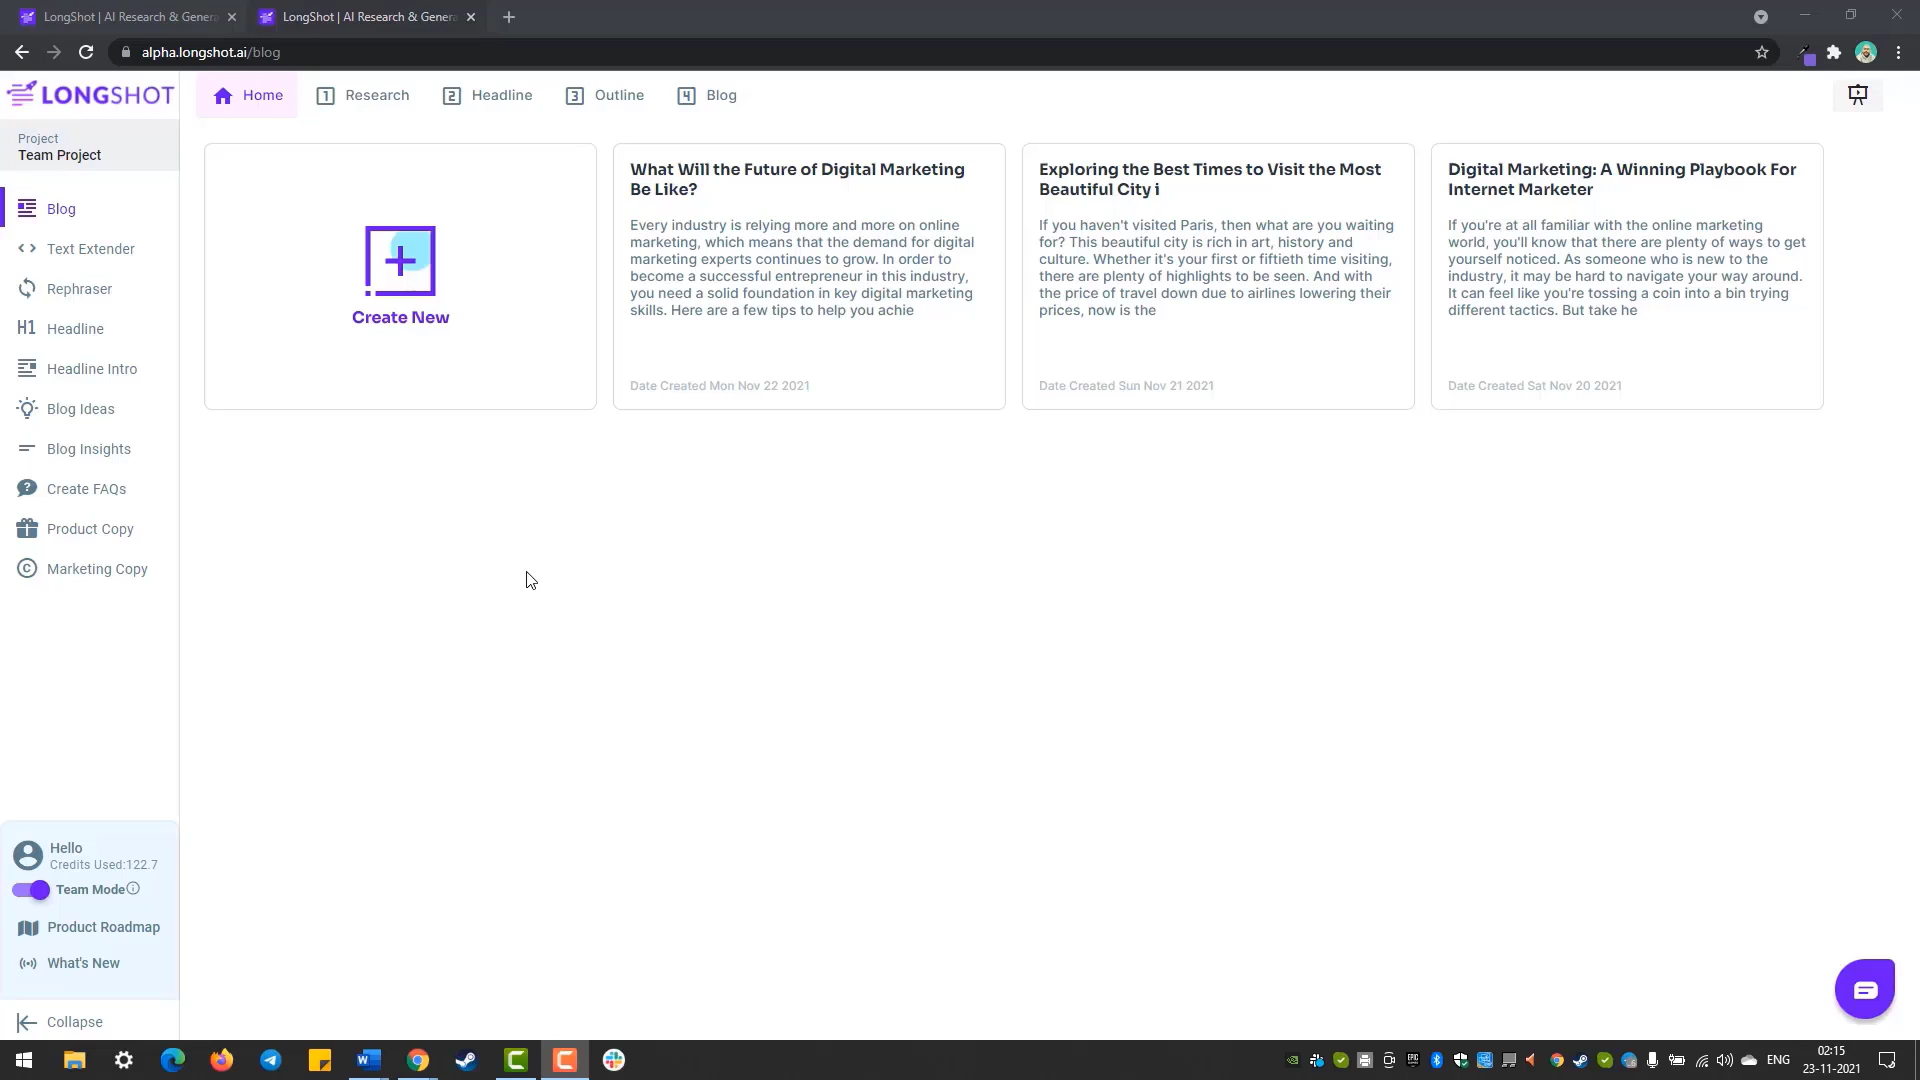 LongShot | AI Research & Genera
LongShot | AI Research & Genera
alpha.longshot.ai/blog
LONGSHOT
Project
Team Project
Blog
Text Extender
Rephraser
H1 Headline
Headline Intro
Blog Ideas
Blog Insights
Create FAQs
Product Copy
Marketing Copy
Hello
Credits Used:122.7
Team Mode
Product Roadmap
What's New
Collapse
Home
1 Research
2 Headline
3 Outline
4 Blog
Create New
What Will the Future of Digital Marketing
Be Like?
Every industry is relying more and more on online
marketing, which means that the demand for digital
marketing experts continues to grow. In order to
become a successful entrepreneur in this industry,
you need a solid foundation in key digital marketing
skills. Here are a few tips to help you achie
Date Created Mon Nov 22 2021
Exploring the Best Times to Visit the Most
Beautiful City i
If you haven't visited Paris, then what are you waiting
for? This beautiful city is rich in art, history and
culture. Whether it's your first or fiftieth time visiting,
there are plenty of highlights to be seen. And with
the price of travel down due to airlines lowering their
prices, now is the
Date Created Sun Nov 21 2021
Digital Marketing: A Winning Playbook For
Internet Marketer
If you're at all familiar with the online marketing
world, you'll know that there are plenty of ways to get
yourself noticed. As someone who is new to the
industry, it may be hard to navigate your way around.
It can feel like you're tossing a coin into a bin trying
different tactics. But take he
Date Created Sat Nov 20 2021
ENG
02:15
23-11-2021